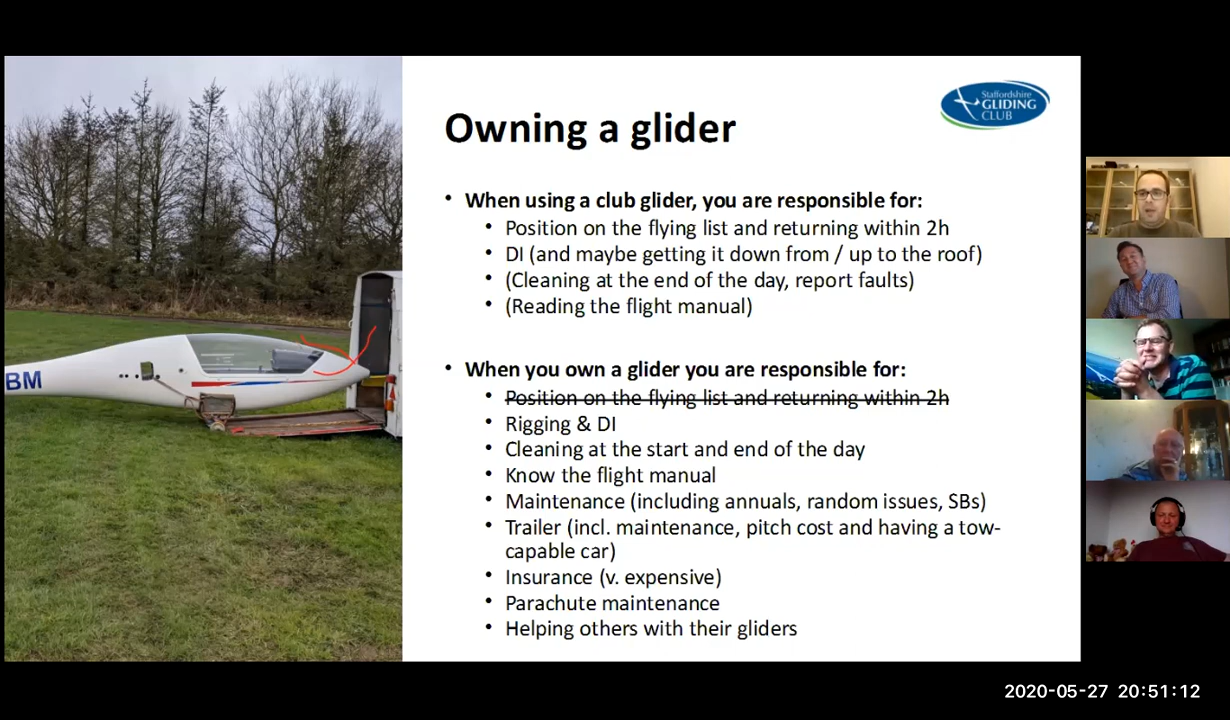 Staffordshire
GLIDING
CLUB
Owning a glider
• When using a club glider, you are responsible for:
• Position on the flying list and returning within 2h
• DI (and maybe getting it down from / up to the roof)
• (Cleaning at the end of the day, report faults)
• (Reading the flight manual)
• When you own a glider you are responsible for:
• Position on the flying list and returning within 2h
• Rigging & DI
• Cleaning at the start and end of the day
• Know the flight manual
• Maintenance (including annuals, random issues, SBs)
• Trailer (incl. maintenance, pitch cost and having a tow-
capable car)
• Insurance (v. expensive)
• Parachute maintenance
• Helping others with their gliders
BM
2020-05-27 20:51:12